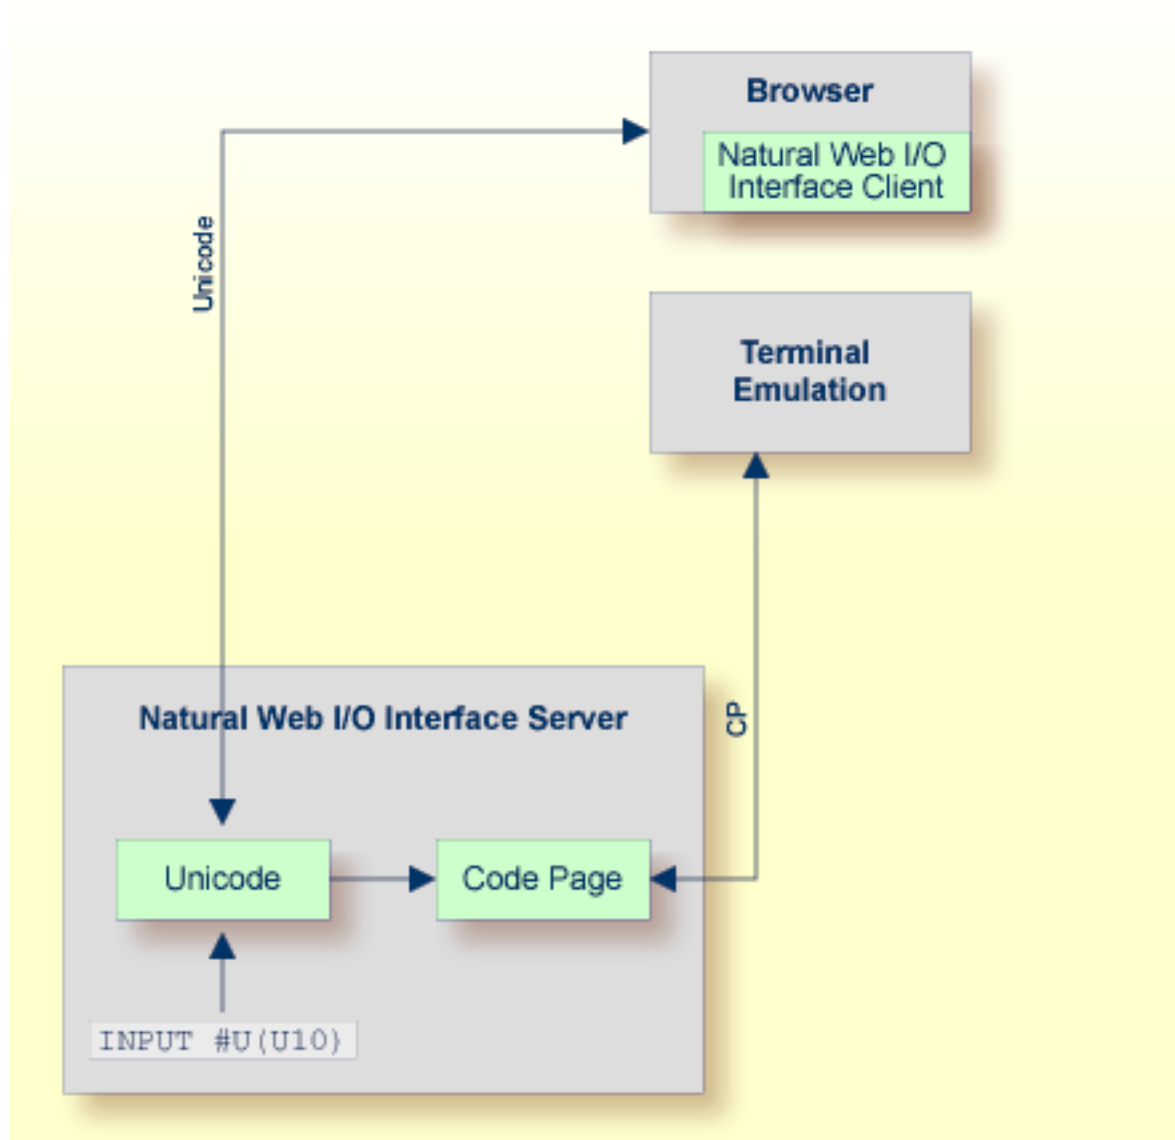 Browser
Natural Web I/O
Interface Client
Unicode
Terminal
Emulation
Natural Web I/O Interface Server
CP
Unicode
Code Page
INPUT #U(U10)